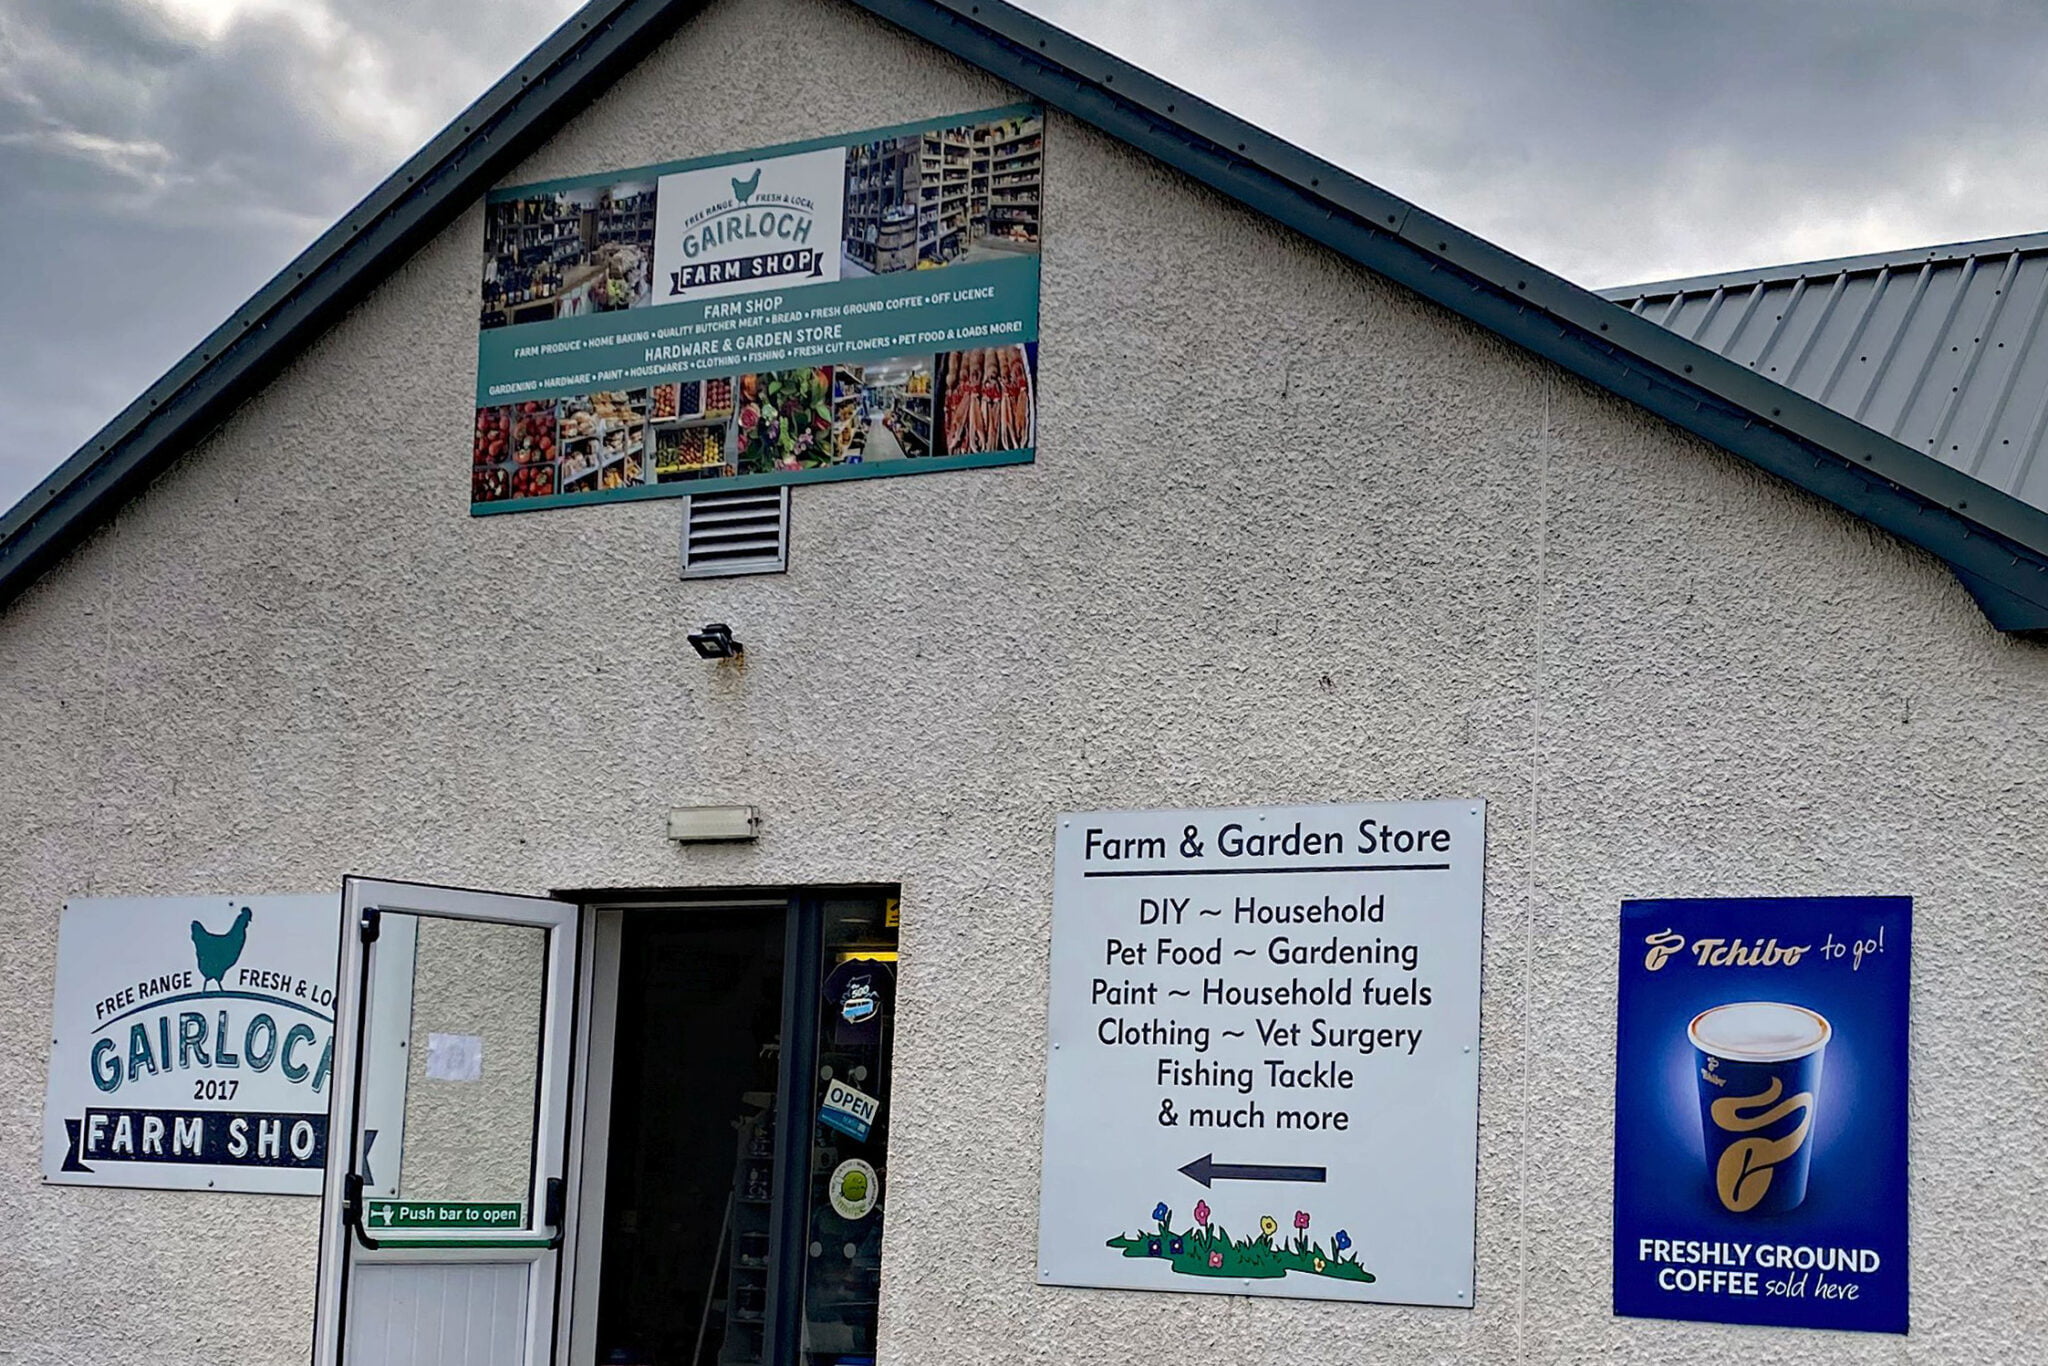 FREE RANGE FRESH & LOCAL
GAIRLOCH
FARM SHOP
FARM SHOP
FARM PRODUCE • HOME BAKING • QUALITY BUTCHER MEAT • BREAD • FRESH GROUND COFFEE • OFF LICENCE
HARDWARE & GARDEN STORE
GARDENING • HARDWARE • PAINT • HOUSEWARES • CLOTHING • FISHING • FRESH CUT FLOWERS • PET FOOD & LOADS MORE!
FREE RANGE FRESH & LO
GAIRLOC
2017
FARM SHO
Push bar to open
500
OPEN
Farm & Garden Store
DIY ~ Household
Pet Food ~ Gardening
Paint ~ Household fuels
Clothing ~ Vet Surgery
Fishing Tackle
& much more
Tchibo to go!
Tchibo
FRESHLY GROUND
COFFEE sold here